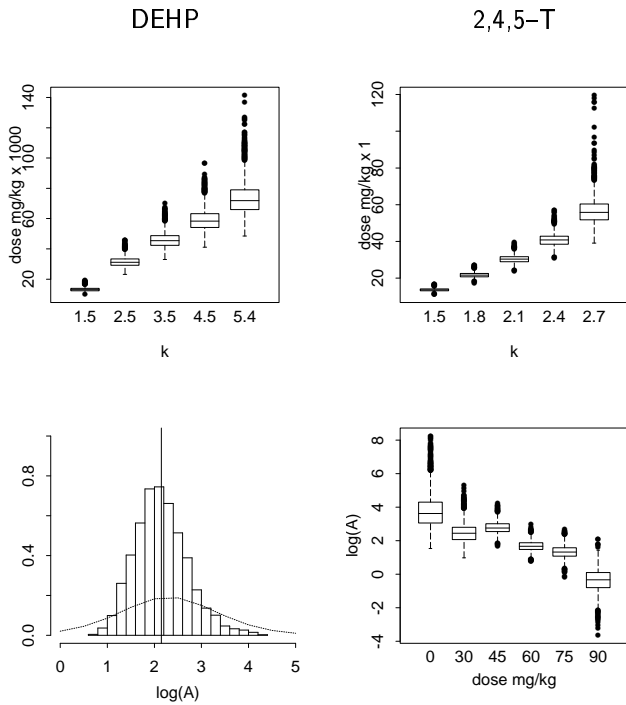 DEHP
2,4,5–T
dose mg/kg x 1000
20
60
100
140
1.5 2.5 3.5 4.5 5.4
k
dose mg/kg x 1
20
40
60
80
120
1.5 1.8 2.1 2.4 2.7
k
0.0
0.4
0.8
0 1 2 3 4 5
log(A)
log(A)
-4
-2
0
2
4
6
8
0 30 45 60 75 90
dose mg/kg